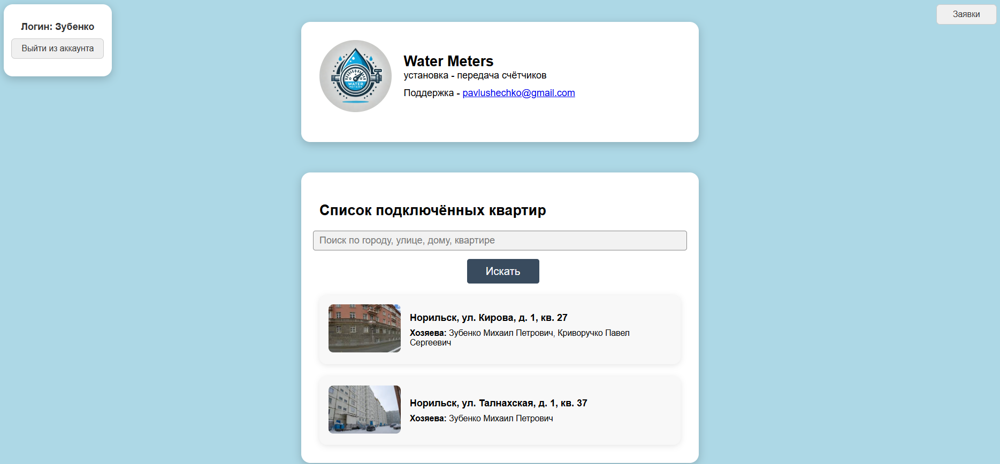 Логин: Зубенко
Выйти из аккаунта
Заявки
WATER
METERS
Water Meters
установка - передача счётчиков
Поддержка - pavlushechko@gmail.com
Список подключённых квартир
Поиск по городу, улице, дому, квартире
Искать
Норильск, ул. Кирова, д. 1, кв. 27
Хозяева: Зубенко Михаил Петрович, Криворучко Павел
Сергеевич
Норильск, ул. Талнахская, д. 1, кв. 37
Хозяева: Зубенко Михаил Петрович